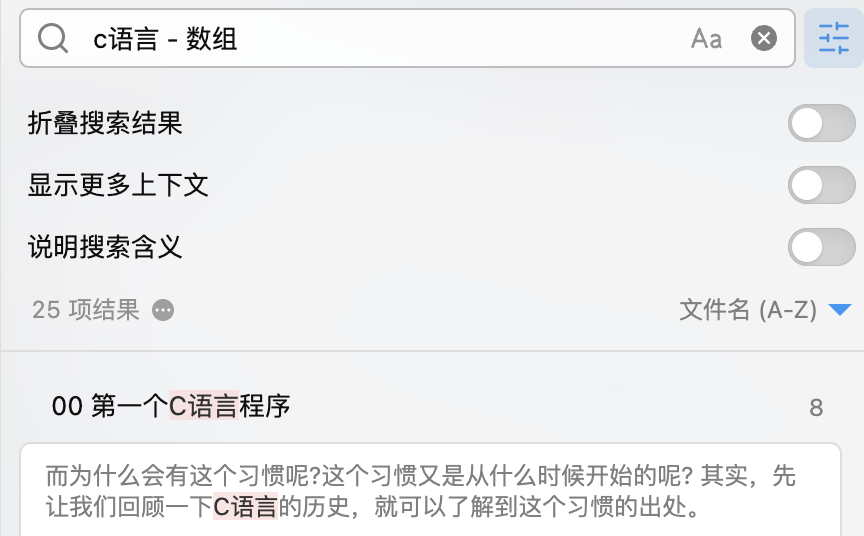 c语言 - 数组 Aa
折叠搜索结果
显示更多上下文
说明搜索含义
25 项结果 文件名 (A-Z)
00 第一个C语言程序 8
而为什么会有这个习惯呢?这个习惯又是从什么时候开始的呢? 其实，先
让我们回顾一下C语言的历史，就可以了解到这个习惯的出处。